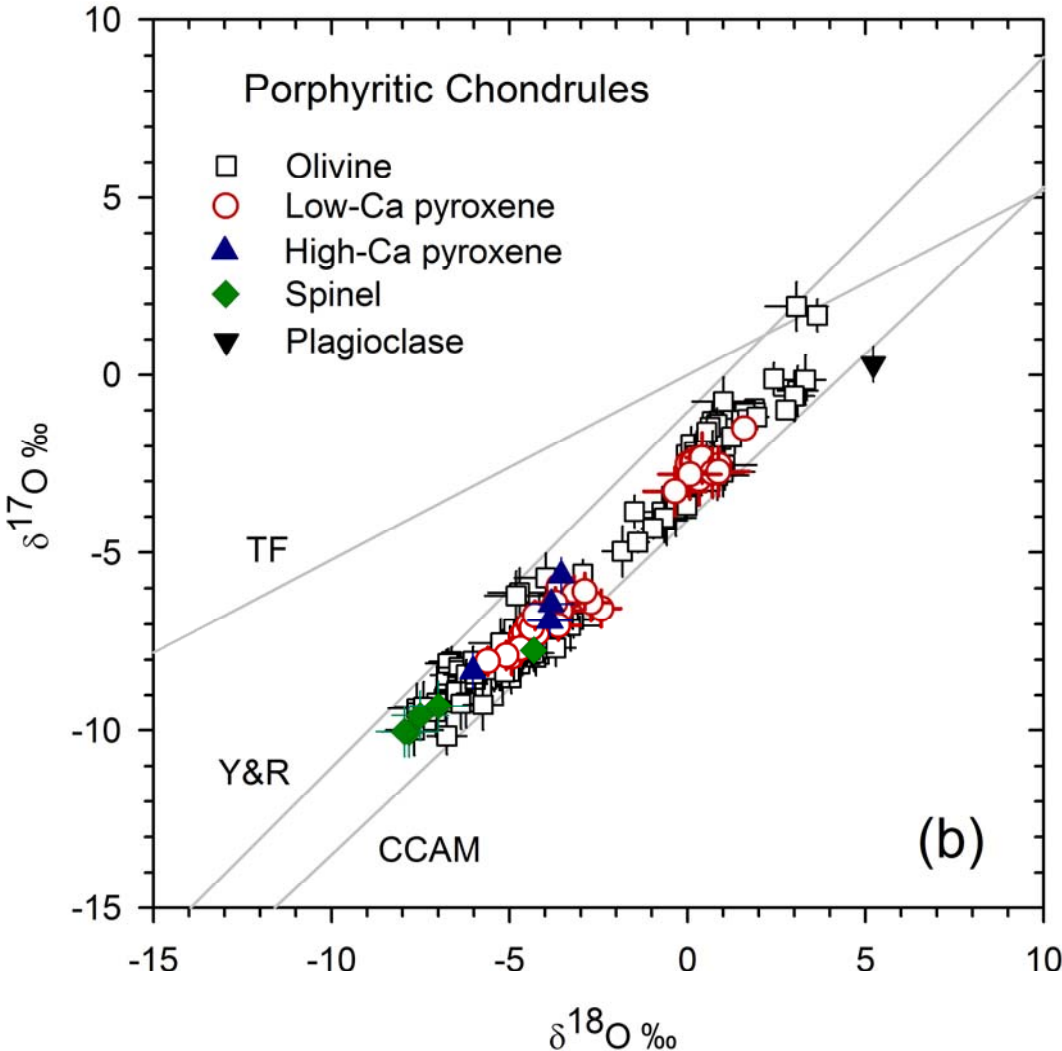 10
5
0
-5
-10
-15
δ17O ‰
Porphyritic Chondrules
Olivine
Low-Ca pyroxene
High-Ca pyroxene
Spinel
Plagioclase
TF
Y&R
CCAM
(b)
-15 -10 -5 0 5 10
δ18O ‰